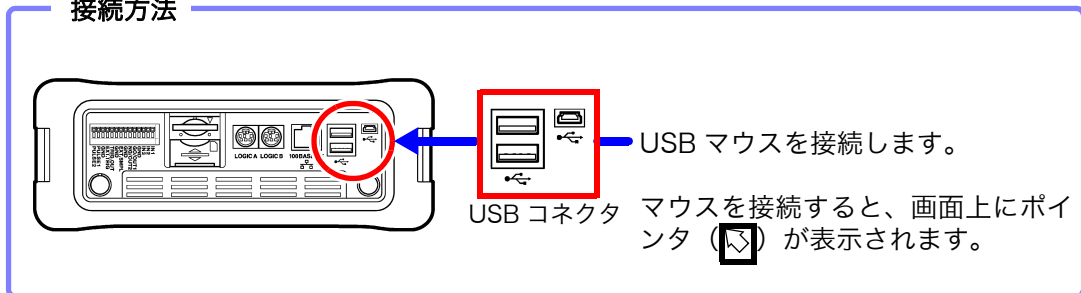 接続方法
LOGIC A LOGIC B 100BAS
USB マウスを接続します。
USB コネクタ
マウスを接続すると、画面上にポイ
ンタ（）が表示されます。